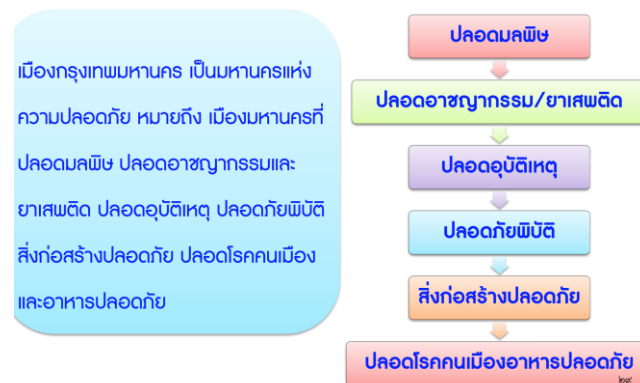 เมืองกรุงเทพมหานคร เป็นมหานครแห่ง
ความปลอดภัย หมายถึง เมืองมหานครที่
ปลอดมลพิษ ปลอดอาชญากรรมและ
ยาเสพติด ปลอดอุบัติเหตุ ปลอดภัยพิบัติ
สิ่งก่อสร้างปลอดภัย ปลอดโรคคนเมือง
และอาหารปลอดภัย
ปลอดมลพิษ
ปลอดอาชญากรรม/ยาเสพติด
ปลอดอุบัติเหตุ
ปลอดภัยพิบัติ
สิ่งก่อสร้างปลอดภัย
ปลอดโรคคนเมืองอาหารปลอดภัย